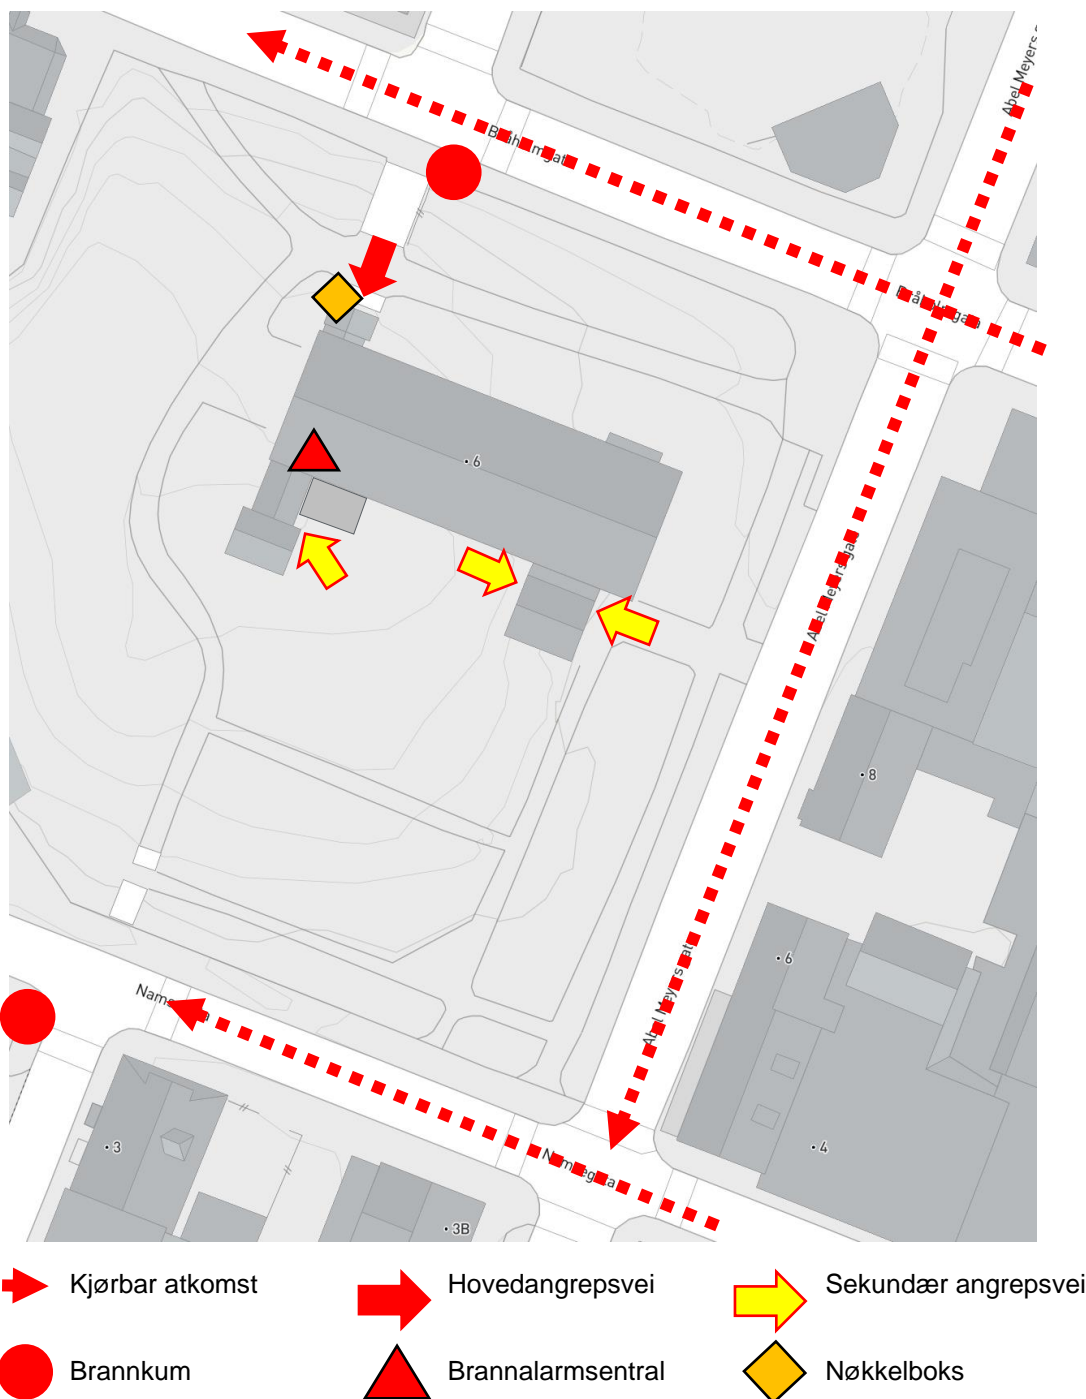 Abel Meyers g
6
Abel Meyers gate
8
6
Abel Meyers gate
3
4
3B
Kjørbar atkomst
Hovedangrepsvei
Sekundær angrepsvei
Brannkum
Brannalarmsentral
Nøkkelboks